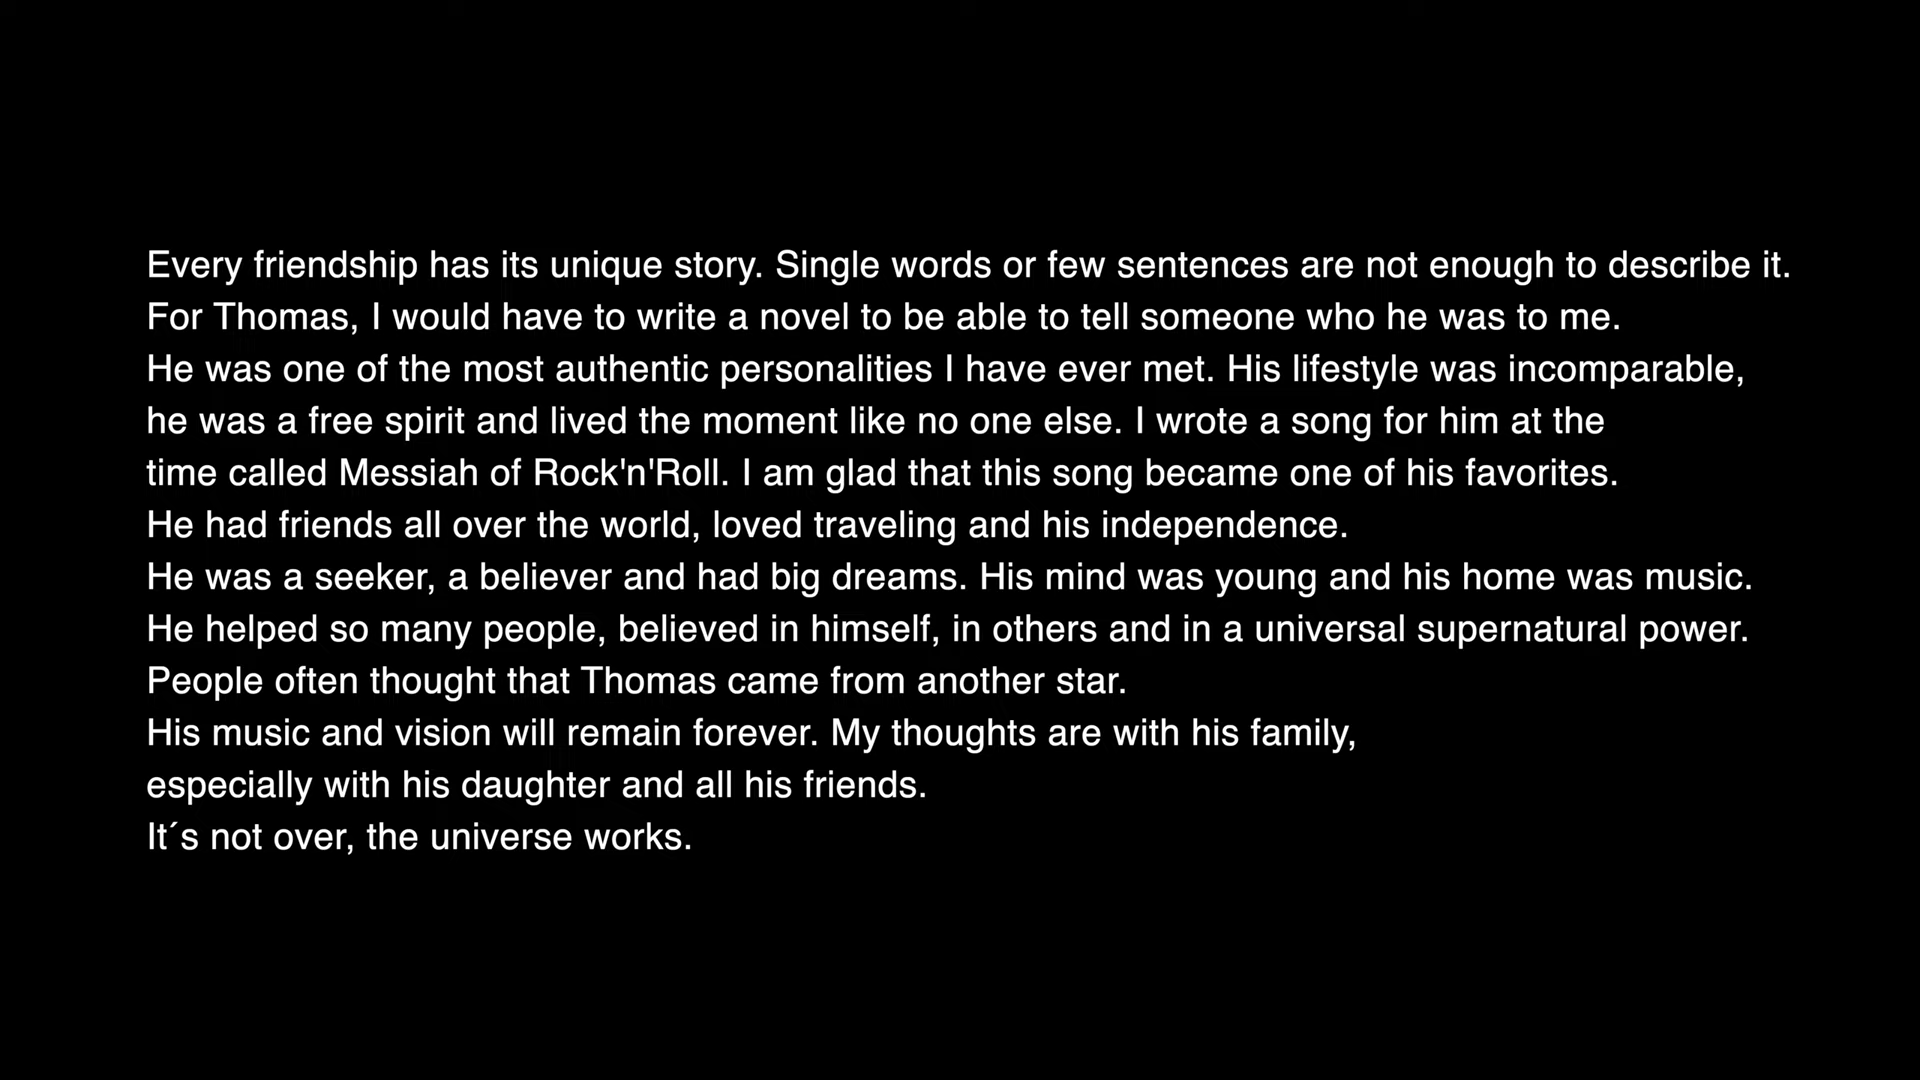 Every friendship has its unique story. Single words or few sentences are not enough to describe it.
For Thomas, I would have to write a novel to be able to tell someone who he was to me.
He was one of the most authentic personalities I have ever met. His lifestyle was incomparable,
he was a free spirit and lived the moment like no one else. I wrote a song for him at the
time called Messiah of Rock'n'Roll. I am glad that this song became one of his favorites.
He had friends all over the world, loved traveling and his independence.
He was a seeker, a believer and had big dreams. His mind was young and his home was music.
He helped so many people, believed in himself, in others and in a universal supernatural power.
People often thought that Thomas came from another star.
His music and vision will remain forever. My thoughts are with his family,
especially with his daughter and all his friends.
It´s not over, the universe works.